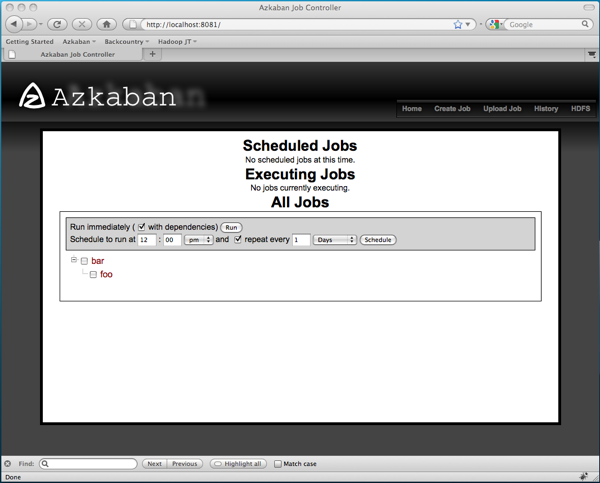 Azkaban Job Controller
http://localhost:8081/
Google
Getting Started Azkaban Backcountry Hadoop JT
Azkaban Job Controller
Azkaban
Home Create Job Upload Job History HDFS
Scheduled Jobs
No scheduled jobs at this time.
Executing Jobs
No jobs currently executing.
All Jobs
Run immediately ( with dependencies) Run
Schedule to run at 12 : 00 pm and repeat every 1 Days Schedule
bar
foo
Find: Next Previous Highlight all Match case
Done